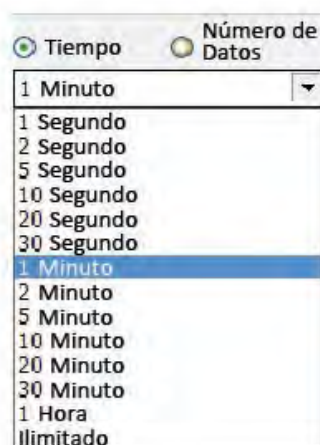 Tiempo
Número de
Datos
1 Minuto
1 Segundo
2 Segundo
5 Segundo
10 Segundo
20 Segundo
30 Segundo
1 Minuto
2 Minuto
5 Minuto
10 Minuto
20 Minuto
30 Minuto
1 Hora
Ilimitado